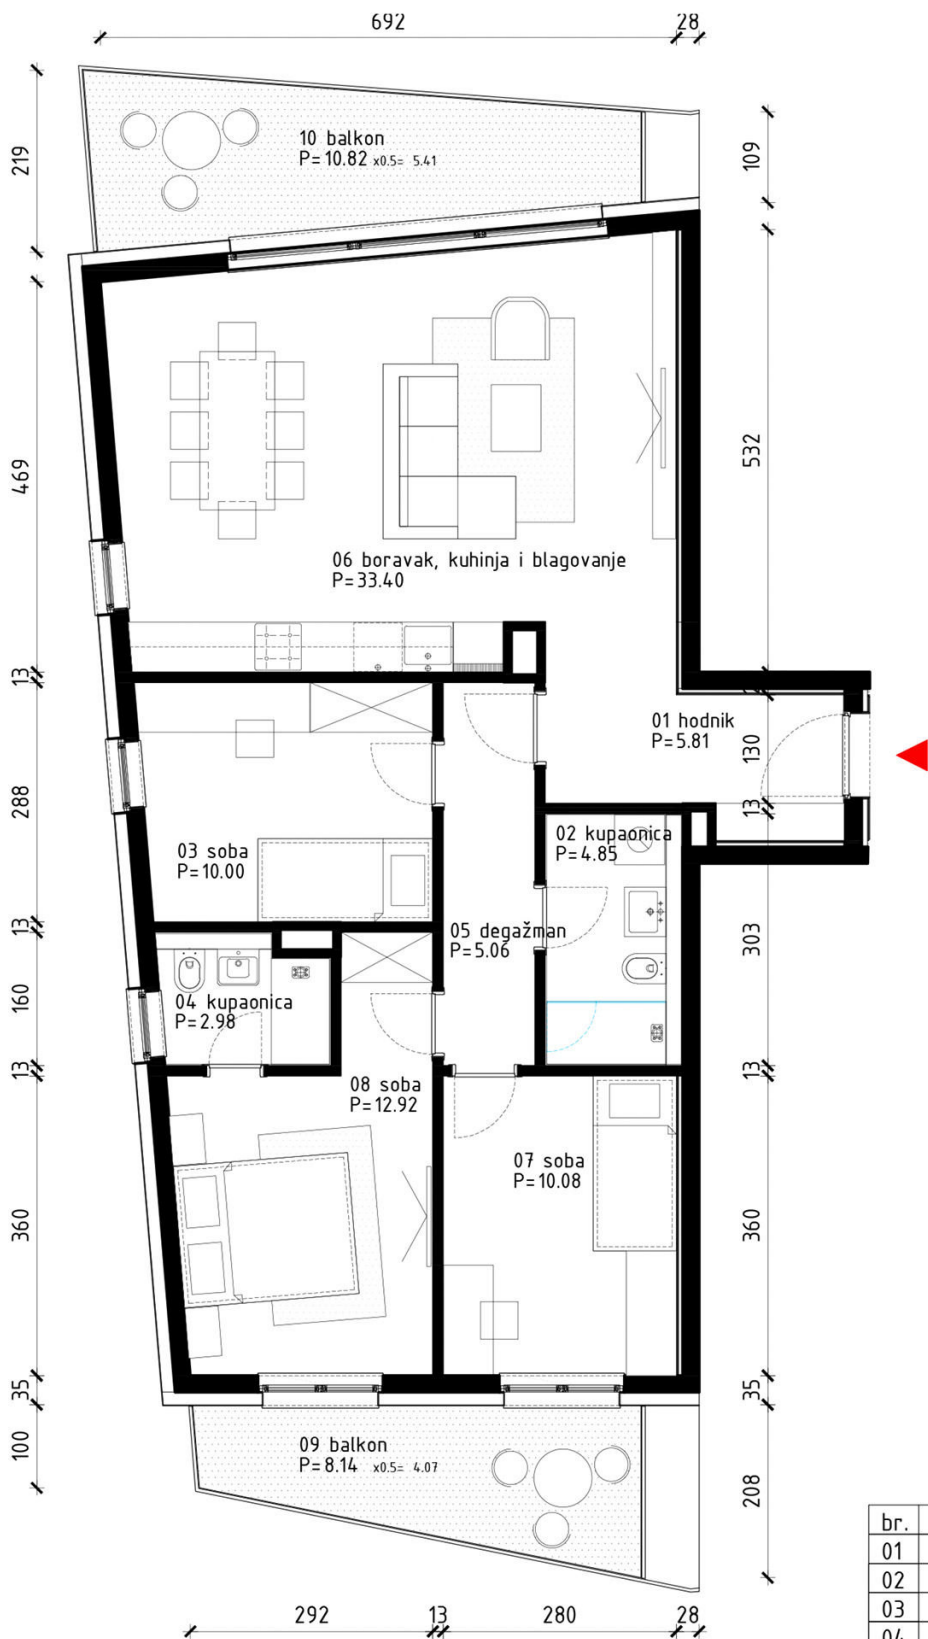 692
28
219
109
10 balkon
P=10.82 x0.5= 5.41
469
532
06 boravak, kuhinja i blagovanje
P=33.40
13
01 hodnik
P=5.81
130
288
13
03 soba
P=10.00
02 kupaonica
P=4.85
13
05 degažman
P=5.06
303
160
04 kupaonica
P=2.98
13
13
08 soba
P=12.92
07 soba
P=10.08
360
360
35
35
100
09 balkon
P=8.14 x0.5= 4.07
208
br.
01
02
03
04
292
13
280
28